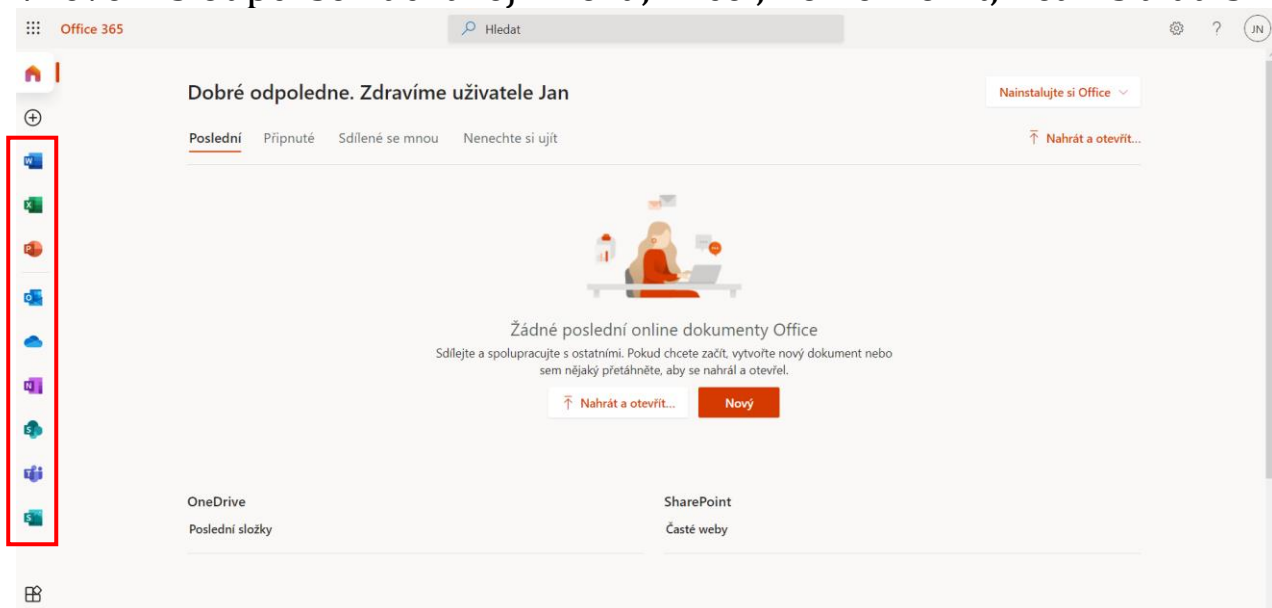 Office 365
Hledat
?
JN
Dobré odpoledne. Zdravíme uživatele Jan
Nainstalujte si Office
Poslední Připnuté Sdílené se mnou Nenechte si ujít
Nahrát a otevřít...
Žádné poslední online dokumenty Office
Sdílejte a spolupracujte s ostatními. Pokud chcete začít, vytvořte nový dokument nebo
sem nějaký přetáhněte, aby se nahrál a otevřel.
Nahrát a otevřít... Nový
OneDrive
SharePoint
Poslední složky
Časté weby